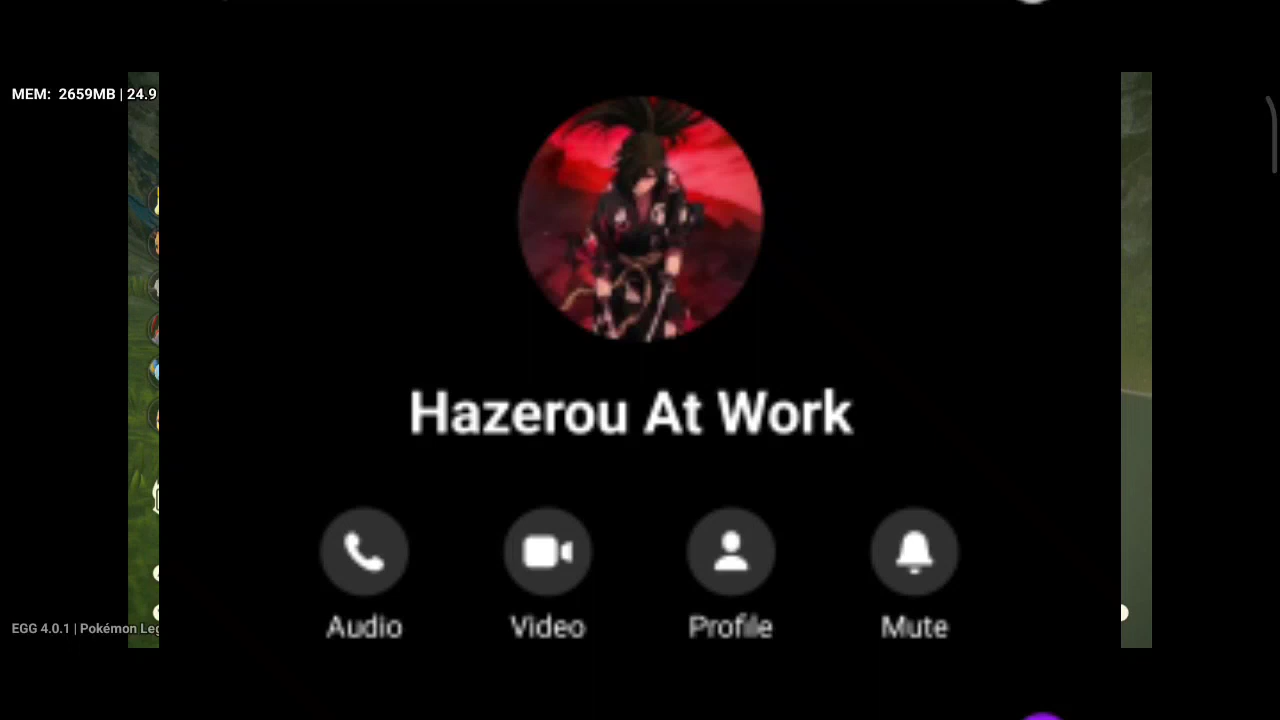 MEM: 2659MB | 24.9
Hazerou At Work
Audio Video Profile Mute
EGG 4.0.1 | Pokémon Leg